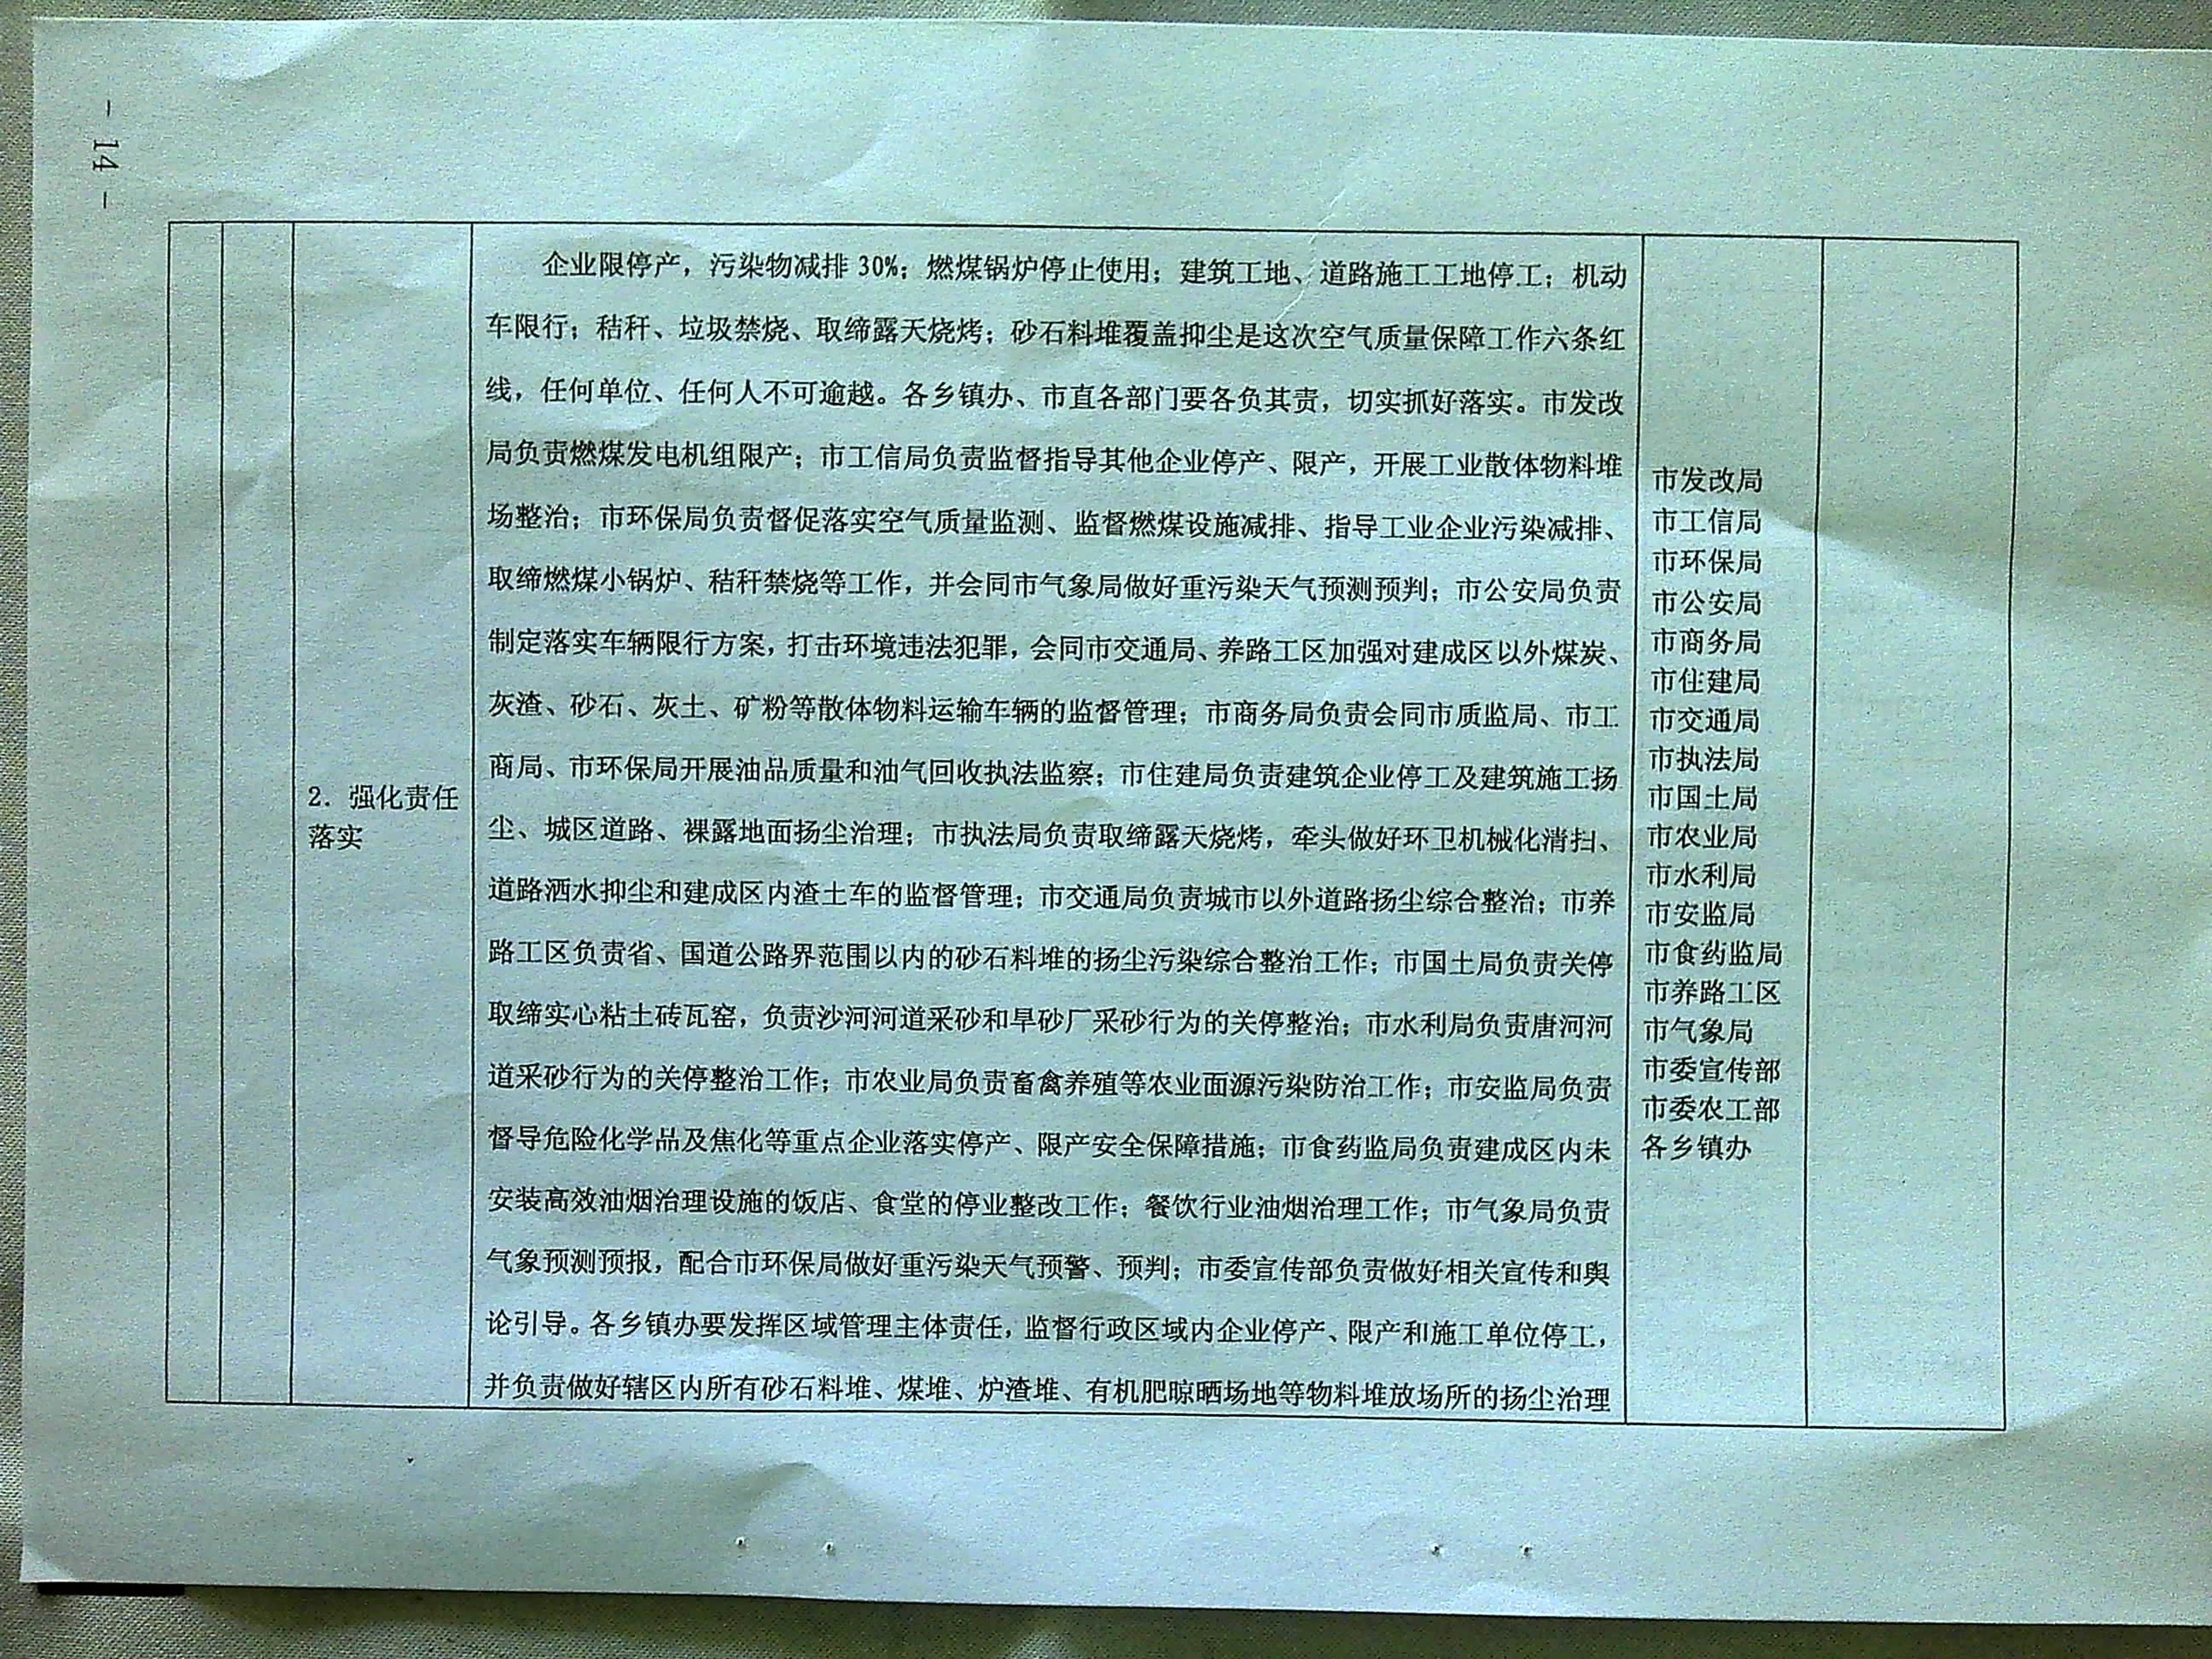 - 14 -
2. 强化责任
落实
企业限停产，污染物减排 30%；燃煤锅炉停止使用；建筑工地、道路施工工地停工；机动
车限行；秸秆、垃圾禁烧、取缔露天烧烤；砂石料堆覆盖抑尘是这次空气质量保障工作六条红
线，任何单位、任何人不可逾越。各乡镇办、市直各部门要各负其责，切实抓好落实。市发改
局负责燃煤发电机组限产；市工信局负责监督指导其他企业停产、限产，开展工业散体物料堆
场整治；市环保局负责督促落实空气质量监测、监督燃煤设施减排、指导工业企业污染减排、
取缔燃煤小锅炉、秸秆禁烧等工作，并会同市气象局做好重污染天气预测预判；市公安局负责
制定落实车辆限行方案，打击环境违法犯罪，会同市交通局、养路工区加强对建成区以外煤炭、
灰渣、砂石、灰土、矿粉等散体物料运输车辆的监督管理；市商务局负责会同市质监局、市工
商局、市环保局开展油品质量和油气回收执法监察；市住建局负责建筑企业停工及建筑施工扬
尘、城区道路、裸露地面扬尘治理；市执法局负责取缔露天烧烤，牵头做好环卫机械化清扫、
道路洒水抑尘和建成区内渣土车的监督管理；市交通局负责城市以外道路扬尘综合整治；市养
路工区负责省、国道公路界范围以内的砂石料堆的扬尘污染综合整治工作；市国土局负责关停
取缔实心粘土砖瓦窑，负责沙河河道采砂和旱砂厂采砂行为的关停整治；市水利局负责唐河河
道采砂行为的关停整治工作；市农业局负责畜禽养殖等农业面源污染防治工作；市安监局负责
督导危险化学品及焦化等重点企业落实停产、限产安全保障措施；市食药监局负责建成区内未
安装高效油烟治理设施的饭店、食堂的停业整改工作；餐饮行业油烟治理工作；市气象局负责
气象预测预报，配合市环保局做好重污染天气预警、预判；市委宣传部负责做好相关宣传和舆
论引导。各乡镇办要发挥区域管理主体责任，监督行政区域内企业停产、限产和施工单位停工，
并负责做好辖区内所有砂石料堆、煤堆、炉渣堆、有机肥晾晒场地等物料堆放场所的扬尘治理
市发改局
市工信局
市环保局
市公安局
市商务局
市住建局
市交通局
市执法局
市国土局
市农业局
市水利局
市安监局
市食药监局
市养路工区
市气象局
市委宣传部
市委农工部
各乡镇办